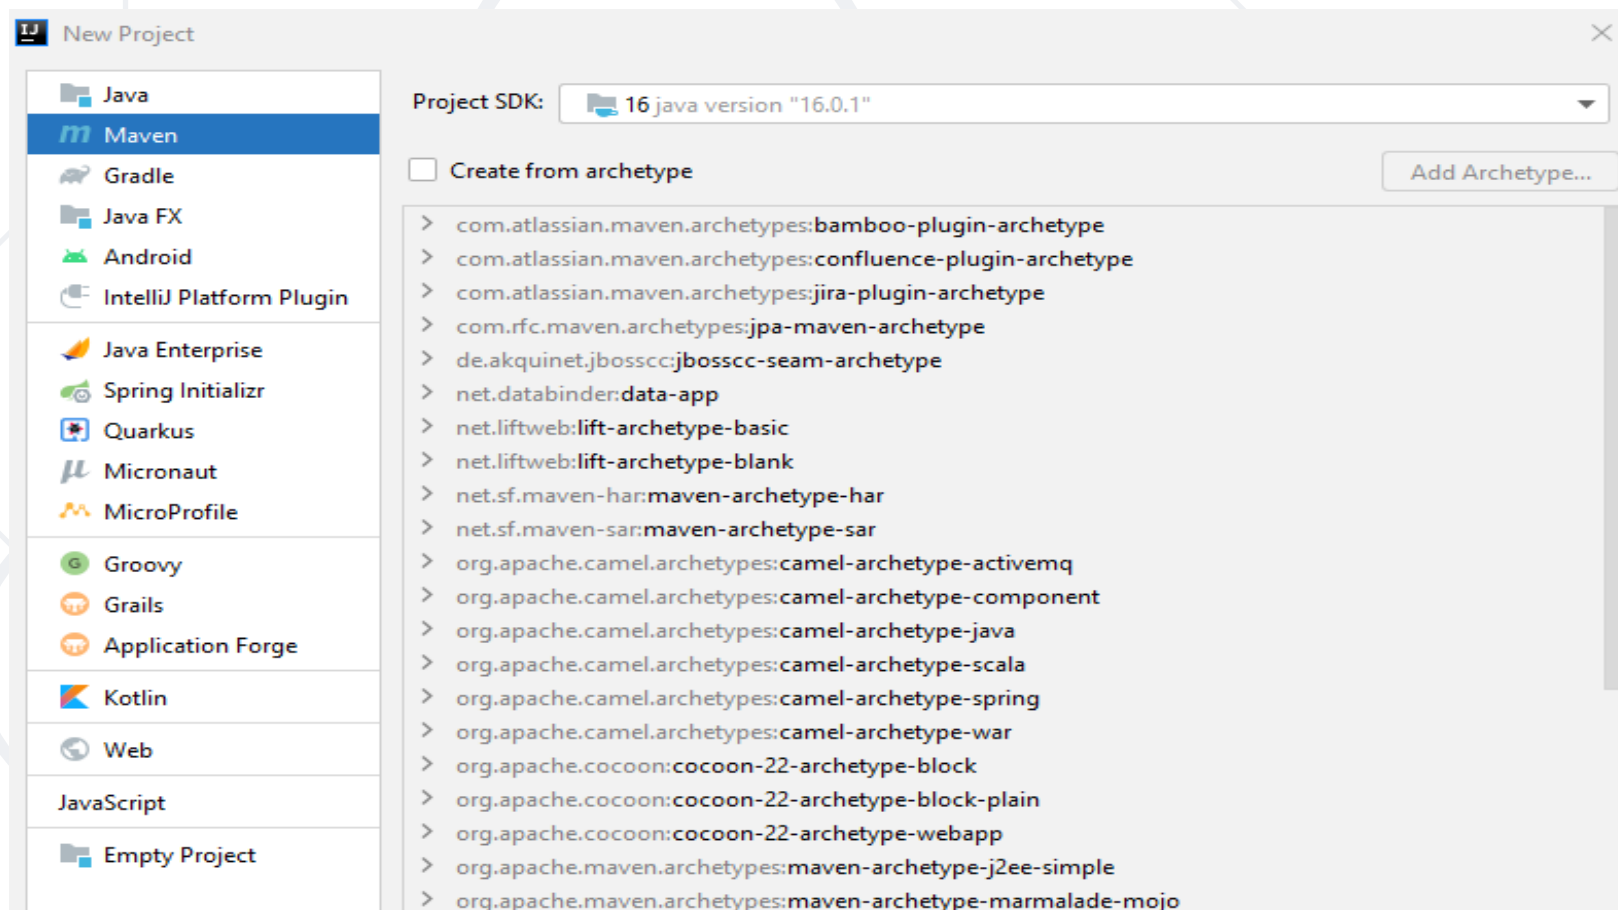 IJ
New Project
Java
Maven
Gradle
Java FX
Android
IntelliJ Platform Plugin
Java Enterprise
Spring Initializr
Quarkus
Micronaut
MicroProfile
Groovy
Grails
Application Forge
Kotlin
Web
JavaScript
Empty Project
Project SDK: 16 java version "16.0.1"
Create from archetype
Add Archetype...
com.atlassian.maven.archetypes:bamboo-plugin-archetype
com.atlassian.maven.archetypes:confluence-plugin-archetype
com.atlassian.maven.archetypes:jira-plugin-archetype
com.rfc.maven.archetypes:jpa-maven-archetype
de.akquinet.jbosscc:jbosscc-seam-archetype
net.databinder:data-app
net.liftweb:lift-archetype-basic
net.liftweb:lift-archetype-blank
net.sf.maven-har:maven-archetype-har
net.sf.maven-sar:maven-archetype-sar
org.apache.camel.archetypes:camel-archetype-activemq
org.apache.camel.archetypes:camel-archetype-component
org.apache.camel.archetypes:camel-archetype-java
org.apache.camel.archetypes:camel-archetype-scala
org.apache.camel.archetypes:camel-archetype-spring
org.apache.camel.archetypes:camel-archetype-war
org.apache.cocoon:cocoon-22-archetype-block
org.apache.cocoon:cocoon-22-archetype-block-plain
org.apache.cocoon:cocoon-22-archetype-webapp
org.apache.maven.archetypes:maven-archetype-j2ee-simple
org.apache.maven.archetypes:maven-archetype-marmalade-mojo